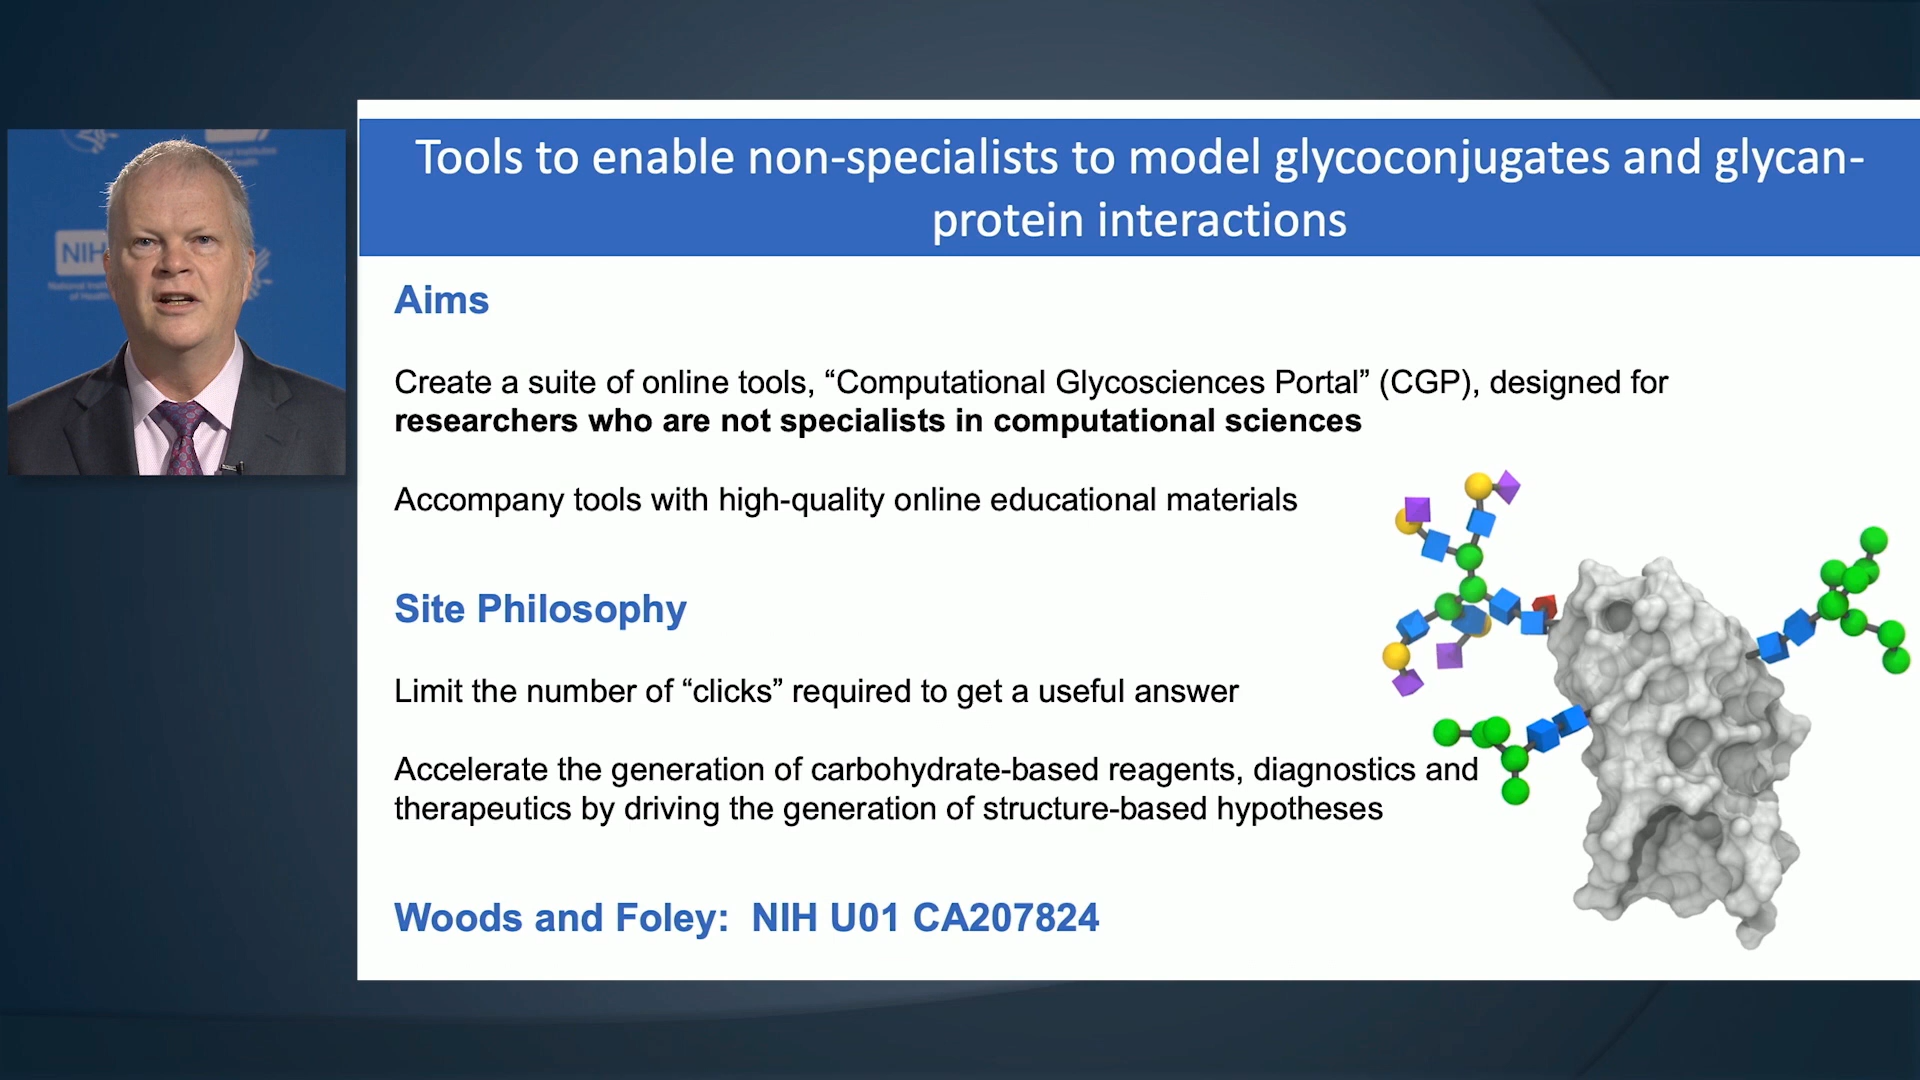 Tools to enable non-specialists to model glycoconjugates and glycan-
protein interactions
NIH
Aims
Create a suite of online tools, “Computational Glycosciences Portal” (CGP), designed for
researchers who are not specialists in computational sciences
Accompany tools with high-quality online educational materials
Site Philosophy
Limit the number of “clicks” required to get a useful answer
Accelerate the generation of carbohydrate-based reagents, diagnostics and
therapeutics by driving the generation of structure-based hypotheses
Woods and Foley: NIH U01 CA207824